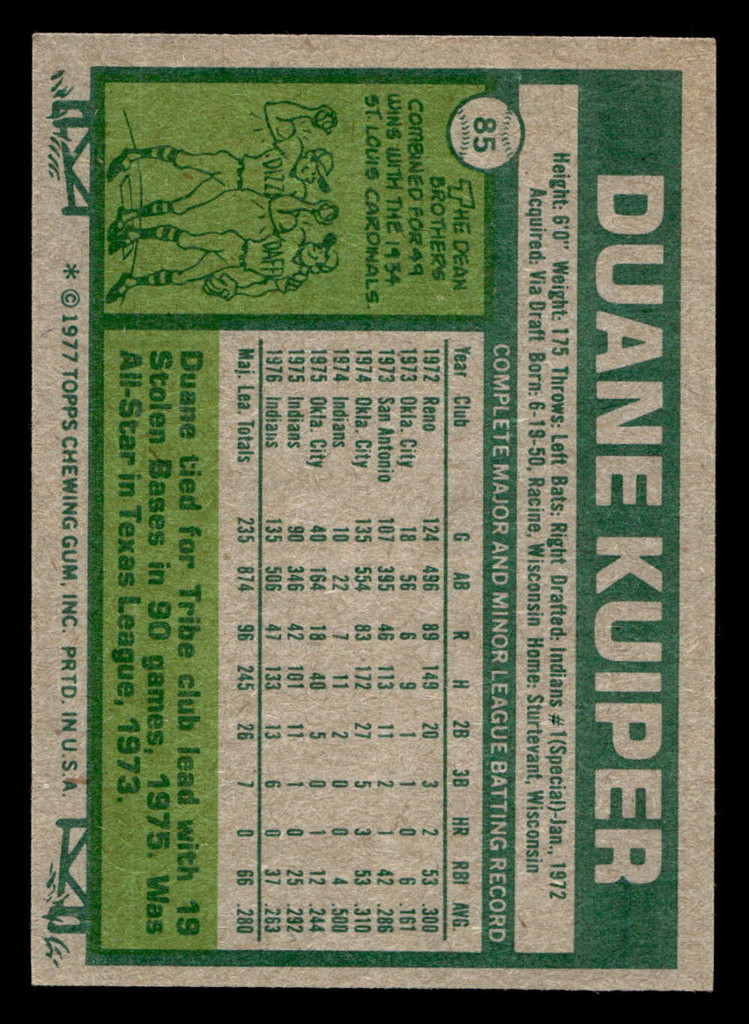 85
DUANE KUIPER
Height: 6'0" Weight: 175 Throws: Left Bats: Right Drafted: Indians #1(Special)-Jan., 1972
Acquired: Via Draft Born: 6-19-50, Racine, Wisconsin Home: Sturtevant, Wisconsin
COMPLETE MAJOR AND MINOR LEAGUE BATTING RECORD
Year Club G AB R H 2B 3B HR RBI AVG.
1972 Reno 124 496 89 149 20 3 2 53 .300
1973 Okla. City 18 56 6 9 1 1 0 6 .161
1973 San Antonio 107 395 46 113 11 2 1 42 .286
1974 Okla. City 135 554 83 172 27 5 3 53 .310
1974 Indians 10 22 7 11 2 0 0 4 .500
1975 Okla. City 40 164 18 40 5 0 1 12 .244
1975 Indians 90 346 42 101 11 1 0 25 .292
1976 Indians 135 506 47 133 13 6 0 37 .263
Maj. Lea. Totals 235 874 96 245 26 7 0 66 .280
THE DEAN
BROTHERS
COMBINED FOR 49
WINS WITH THE 1934
ST. LOUIS CARDINALS.
DIZZY
DAFFY
Duane tied for Tribe club lead with 19
Stolen Bases in 90 games, 1975. Was
All-Star in Texas League, 1973.
* © 1977 TOPPS CHEWING GUM, INC. PRTD. IN U.S.A.